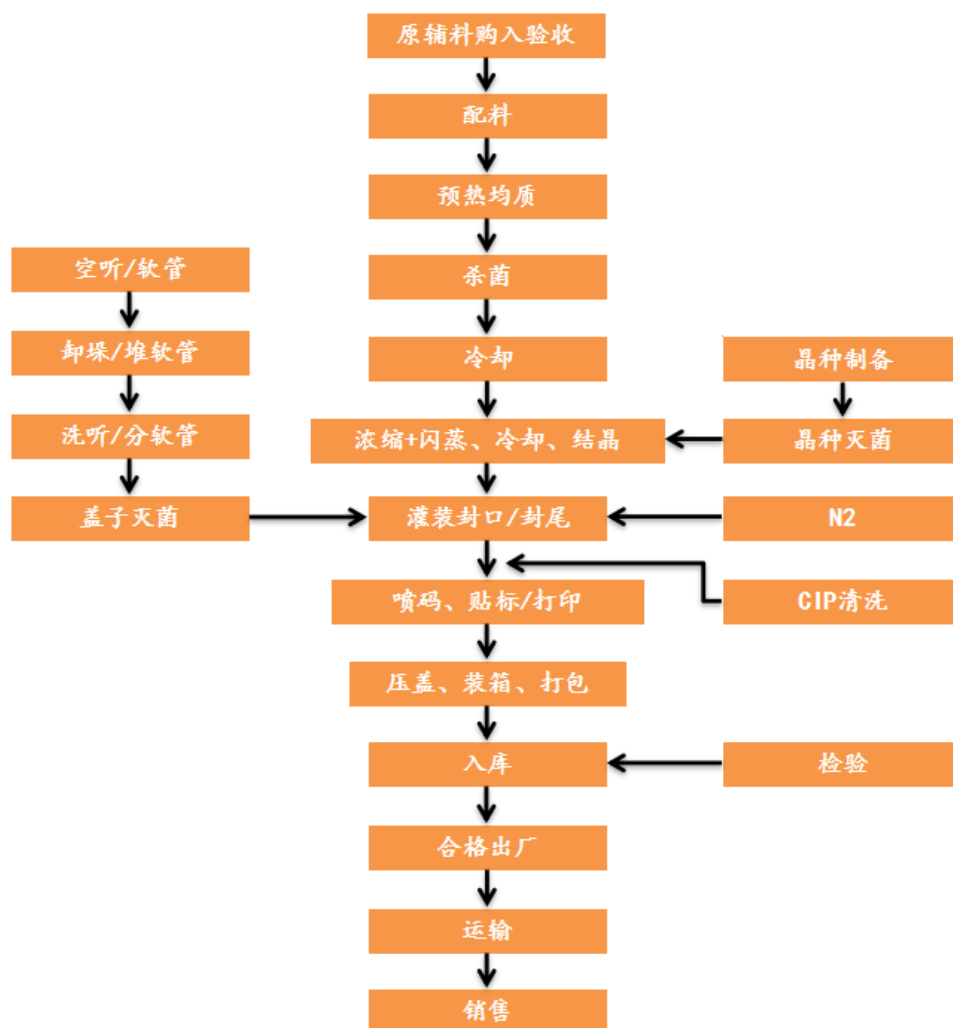 原辅料购入验收
配料
预热均质
杀菌
空听/软管
卸垛/堆软管
冷却
晶种制备
洗听/分软管
浓缩+闪蒸、冷却、结晶
晶种灭菌
盖子灭菌
灌装封口/封尾
N2
喷码、贴标/打印
CIP清洗
压盖、装箱、打包
入库
检验
合格出厂
运输
销售